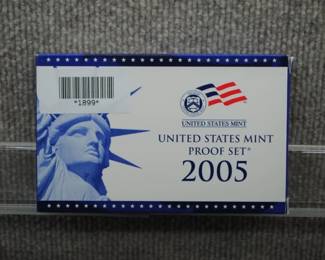 *1899*
UNITED STATES MINT
UNITED STATES MINT
PROOF SET®
2005